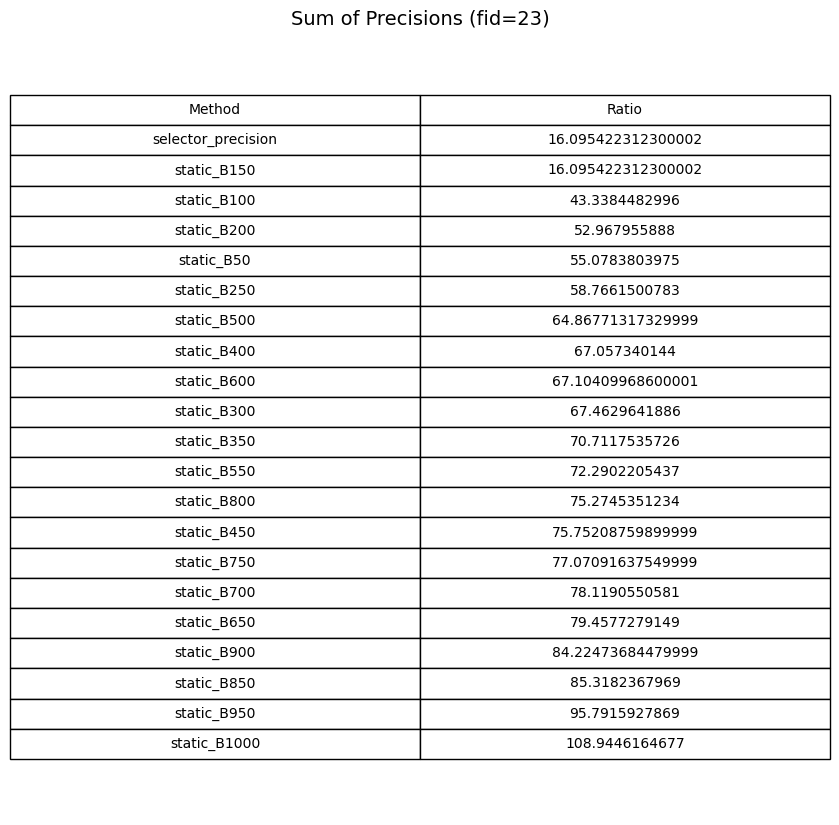 Sum of Precisions (fid=23)
Method Ratio
selector_precision 16.095422312300002
static_B150 16.095422312300002
static_B100 43.3384482996
static_B200 52.967955888
static_B50 55.0783803975
static_B250 58.7661500783
static_B500 64.86771317329999
static_B400 67.057340144
static_B600 67.10409968600001
static_B300 67.4629641886
static_B350 70.7117535726
static_B550 72.2902205437
static_B800 75.2745351234
static_B450 75.75208759899999
static_B750 77.07091637549999
static_B700 78.1190550581
static_B650 79.4577279149
static_B900 84.22473684479999
static_B850 85.3182367969
static_B950 95.7915927869
static_B1000 108.9446164677